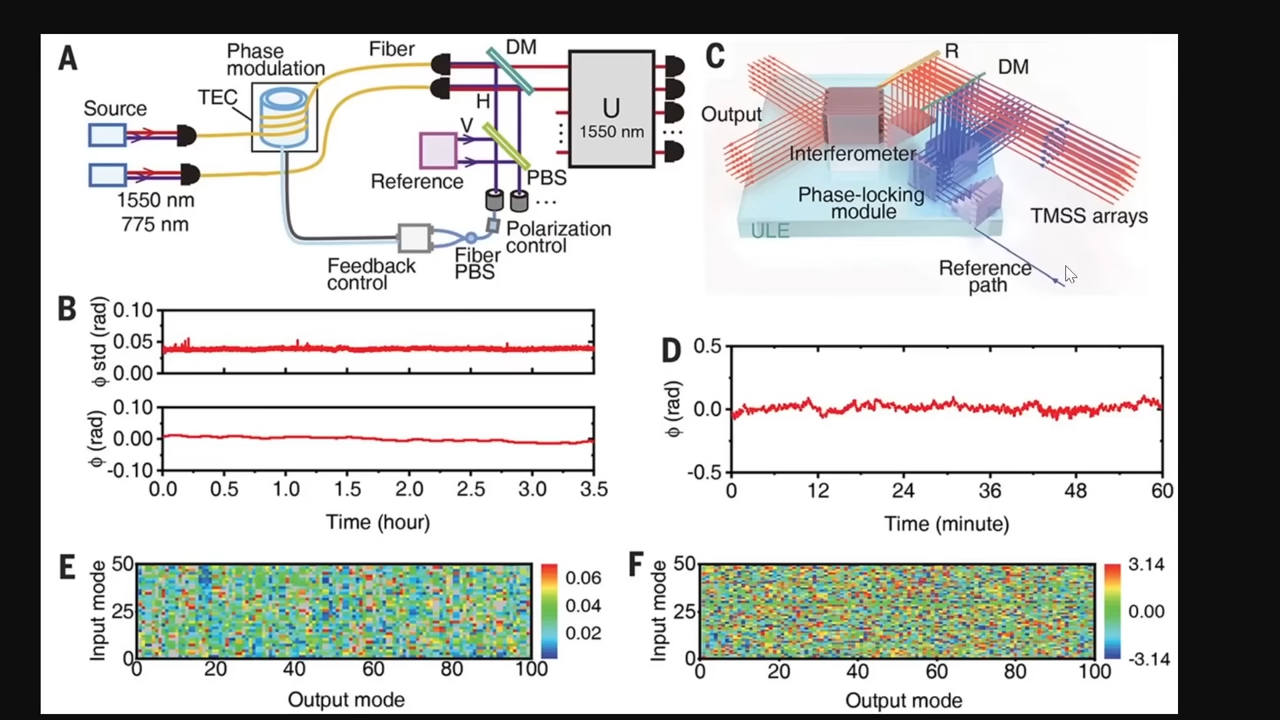 A
Phase
modulation
Fiber
DM
TEC
Source
H
U
1550 nm
V
Reference
PBS
1550 nm
775 nm
...
Polarization
control
Fiber
PBS
Feedback
control
C
R
DM
Output
Interferometer
Phase-locking
module
TMSS arrays
ULE
Reference
path
B
ϕ std (rad)
0.10
0.05
0.00
ϕ (rad)
0.10
0.00
-0.10
0.0 0.5 1.0 1.5 2.0 2.5 3.0 3.5
Time (hour)
D
ϕ (rad)
0.5
0.0
-0.5
0 12 24 36 48 60
Time (minute)
E
Input mode
50
25
0
0 20 40 60 80 100
Output mode
0.06
0.04
0.02
F
Input mode
50
25
0
0 20 40 60 80 100
Output mode
3.14
0.00
-3.14